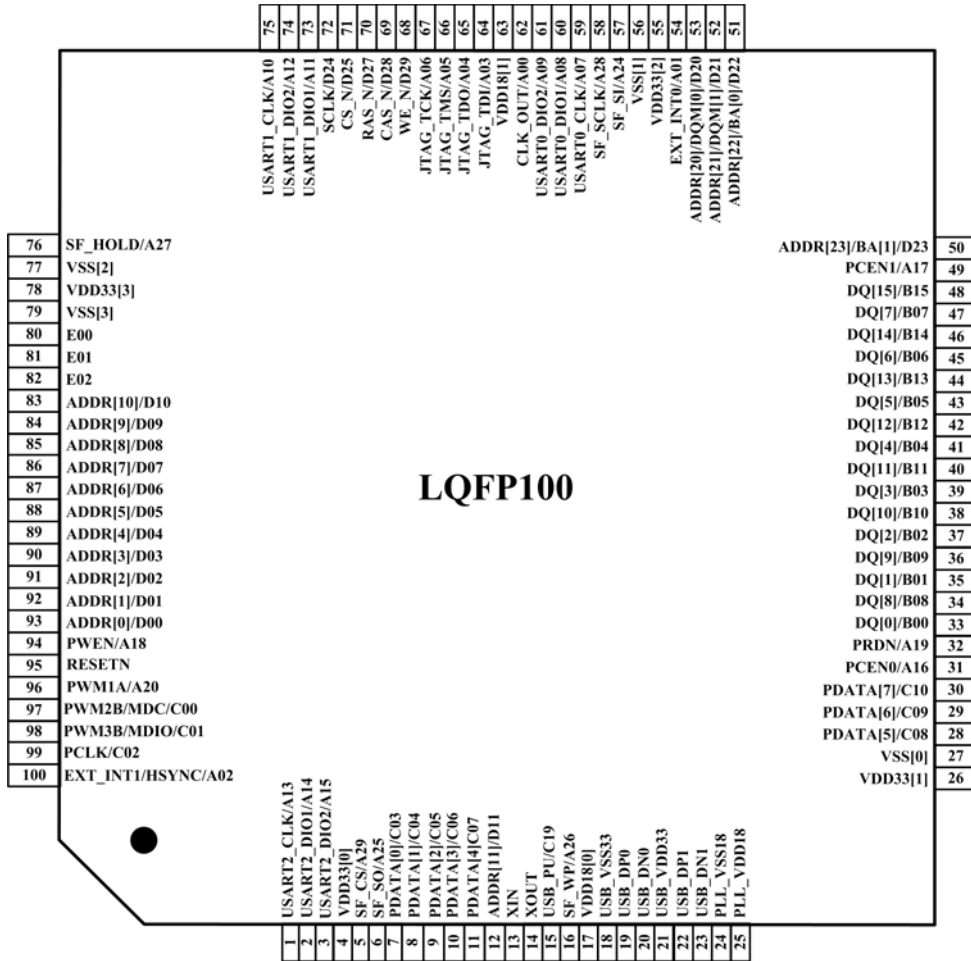 75 74 73 72 71 70 69 68 67 66 65 64 63 62 61 60 59 58 57 56 55 54 53 52 51
USART1_CLK/A10
USART1_DIO2/A12
USART1_DIO1/A11
SCLK/D24
CS_N/D25
RAS_N/D27
CAS_N/D28
WE_N/D29
JTAG_TCK/A06
JTAG_TMS/A05
JTAG_TDO/A04
JTAG_TDI/A03
VDD18[1]
CLK_OUT/A00
USART0_DIO2/A09
USART0_DIO1/A08
USART0_CLK/A07
SF_SCLK/A28
SF_SI/A24
VSS[1]
VDD33[2]
EXT_INT0/A01
ADDR[20]/DQM[0]/D20
ADDR[21]/DQM[1]/D21
ADDR[22]/BA[0]/D22
76 SF_HOLD/A27
77 VSS[2]
78 VDD33[3]
79 VSS[3]
80 E00
81 E01
82 E02
83 ADDR[10]/D10
84 ADDR[9]/D09
85 ADDR[8]/D08
86 ADDR[7]/D07
87 ADDR[6]/D06
88 ADDR[5]/D05
89 ADDR[4]/D04
90 ADDR[3]/D03
91 ADDR[2]/D02
92 ADDR[1]/D01
93 ADDR[0]/D00
94 PWEN/A18
95 RESETN
96 PWM1A/A20
97 PWM2B/MDC/C00
98 PWM3B/MDIO/C01
99 PCLK/C02
100 EXT_INT1/HSYNC/A02
LQFP100
ADDR[23]/BA[1]/D23 50
PCEN1/A17 49
DQ[15]/B15 48
DQ[7]/B07 47
DQ[14]/B14 46
DQ[6]/B06 45
DQ[13]/B13 44
DQ[5]/B05 43
DQ[12]/B12 42
DQ[4]/B04 41
DQ[11]/B11 40
DQ[3]/B03 39
DQ[10]/B10 38
DQ[2]/B02 37
DQ[9]/B09 36
DQ[1]/B01 35
DQ[8]/B08 34
DQ[0]/B00 33
PRDN/A19 32
PCEN0/A16 31
PDATA[7]/C10 30
PDATA[6]/C09 29
PDATA[5]/C08 28
VSS[0] 27
VDD33[1] 26
USART2_CLK/A13
USART2_DIO1/A14
USART2_DIO2/A15
VDD33[0]
SF_CS/A29
SF_SO/A25
PDATA[0]/C03
PDATA[1]/C04
PDATA[2]/C05
PDATA[3]/C06
PDATA[4]C07
ADDR[11]/D11
XIN
XOUT
USB_PU/C19
SF_WP/A26
VDD18[0]
USB_VSS33
USB_DP0
USB_DN0
USB_VDD33
USB_DP1
USB_DN1
PLL_VSS18
PLL_VDD18
1 2 3 4 5 6 7 8 9 10 11 12 13 14 15 16 17 18 19 20 21 22 23 24 25